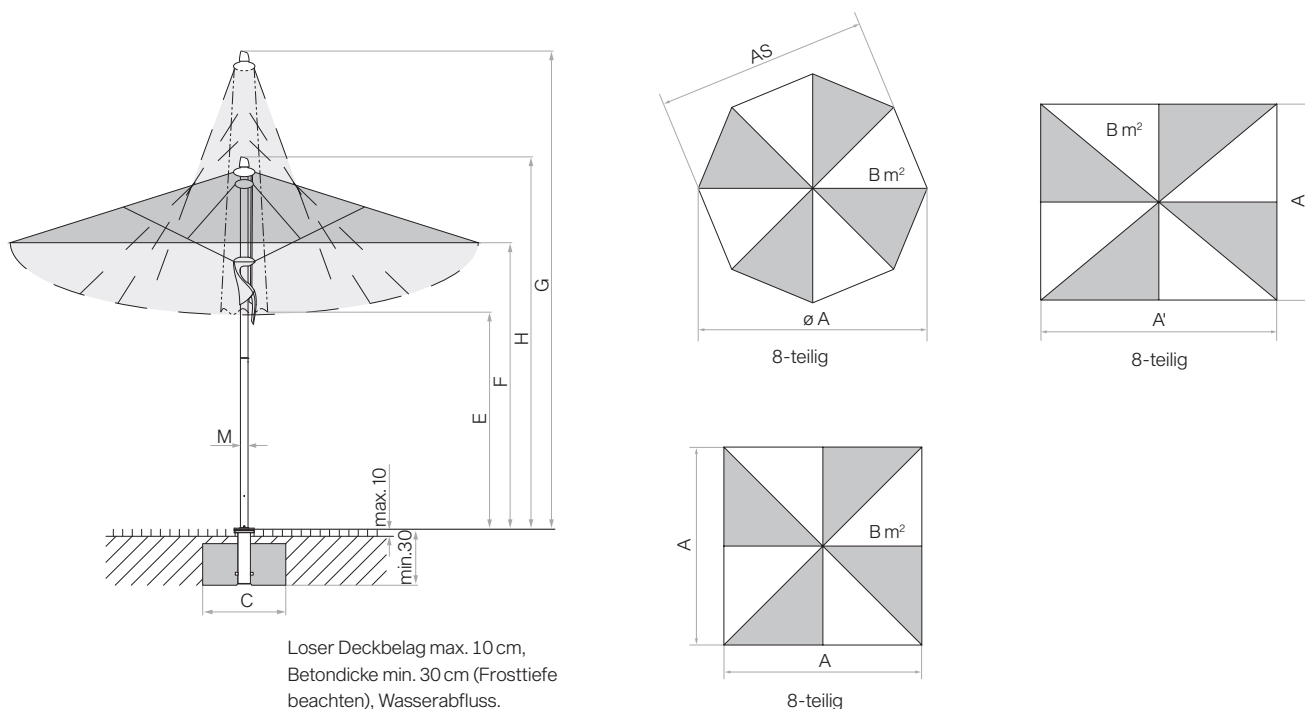 AS
B m²
ø A
8-teilig
B m²
A
A'
8-teilig
G
H
F
E
M
max. 10
min.30
C
Loser Deckbelag max. 10 cm,
Betondicke min. 30 cm (Frosttiefe
beachten), Wasserabfluss.
A
B m²
A
8-teilig